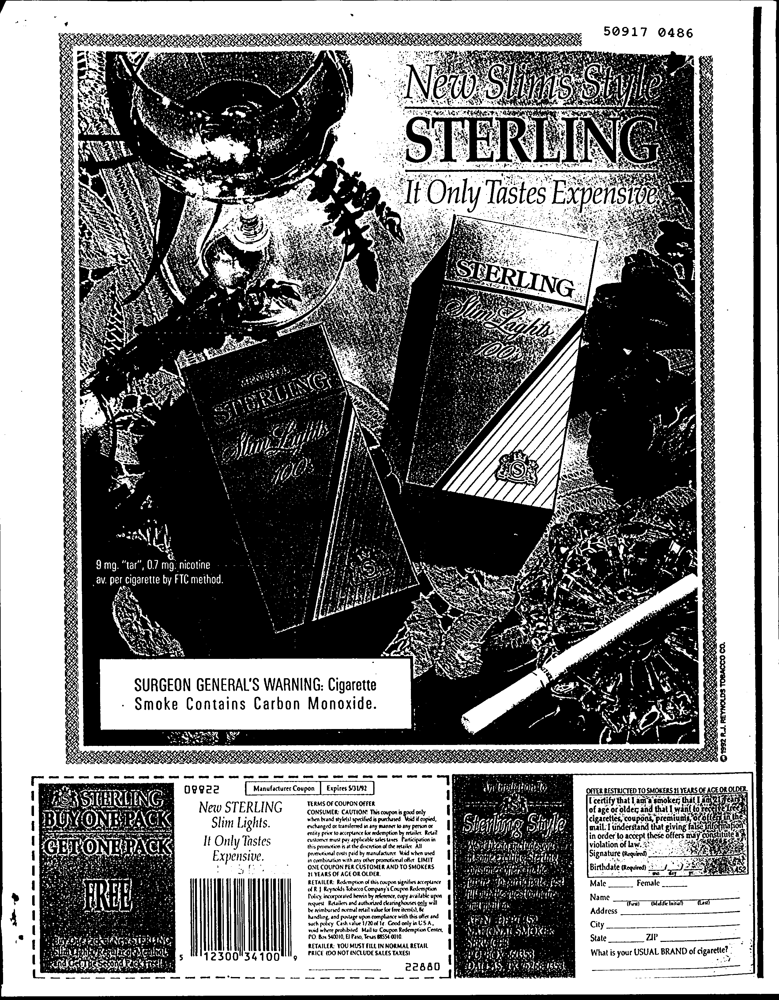 50917 0486
New Slims Style
STERLING
It Only Tastes Expensive
STERLING
Slim Lights
100's
STERLING
Slim Lights
100's
9 mg. "tar", 0.7 mg. nicotine
av. per cigarette by FTC method.
SURGEON GENERAL'S WARNING: Cigarette
Smoke Contains Carbon Monoxide.
© 1992 R.J. REYNOLDS TOBACCO CO.
STERLING
BUY ONE PACK
GET ONE PACK
FREE
09922
Manufacturer Coupon
Expires 5/31/92
New STERLING
Slim Lights.
It Only Tastes
Expensive.
5 12300 34100 9
TERMS OF COUPON OFFER
CONSUMER: CAUTION! This coupon is good only
when brand style(s) specified is purchased. Void if copied,
exchanged or transferred in any manner to any person or
entity prior to acceptance for redemption by retailer. Retail
customer must pay applicable sales taxes. Participation in
this promotion is at the discretion of the retailer. All
promotional costs paid by manufacturer. Void when used
in combination with any other promotional offer. LIMIT
ONE COUPON PER CUSTOMER AND TO SMOKERS
21 YEARS OF AGE OR OLDER.
RETAILER: Redemption of this coupon signifies acceptance
of R.J. Reynolds Tobacco Company's Coupon Redemption
Policy, incorporated herein by reference, copy available upon
request. Retailers and authorized clearinghouses only will
be reimbursed normal retail value for free item(s), 8¢
handling, and postage upon compliance with this offer and
such policy. Cash value 1/20 of 1¢. Good only in U.S.A.,
void where prohibited. Mail to: Coupon Redemption Center,
P.O. Box 540010, El Paso, Texas 88554-0010.
RETAILER: YOU MUST FILL IN NORMAL RETAIL
PRICE (DO NOT INCLUDE SALES TAXES)
22880
An Invitation to
Sterling Style
OFFER RESTRICTED TO SMOKERS 21 YEARS OF AGE OR OLDER.
I certify that I am a smoker; that I am 21 years
of age or older; and that I want to receive free
cigarettes, coupons, premiums, or offers in the
mail. I understand that giving false information
in order to accept these offers may constitute a
violation of law.
Signature (Required)
Birthdate (Required) / /
mo day yr
Male Female
Name
(First) (Middle Initial) (Last)
Address
City
State ZIP
What is your USUAL BRAND of cigarette?